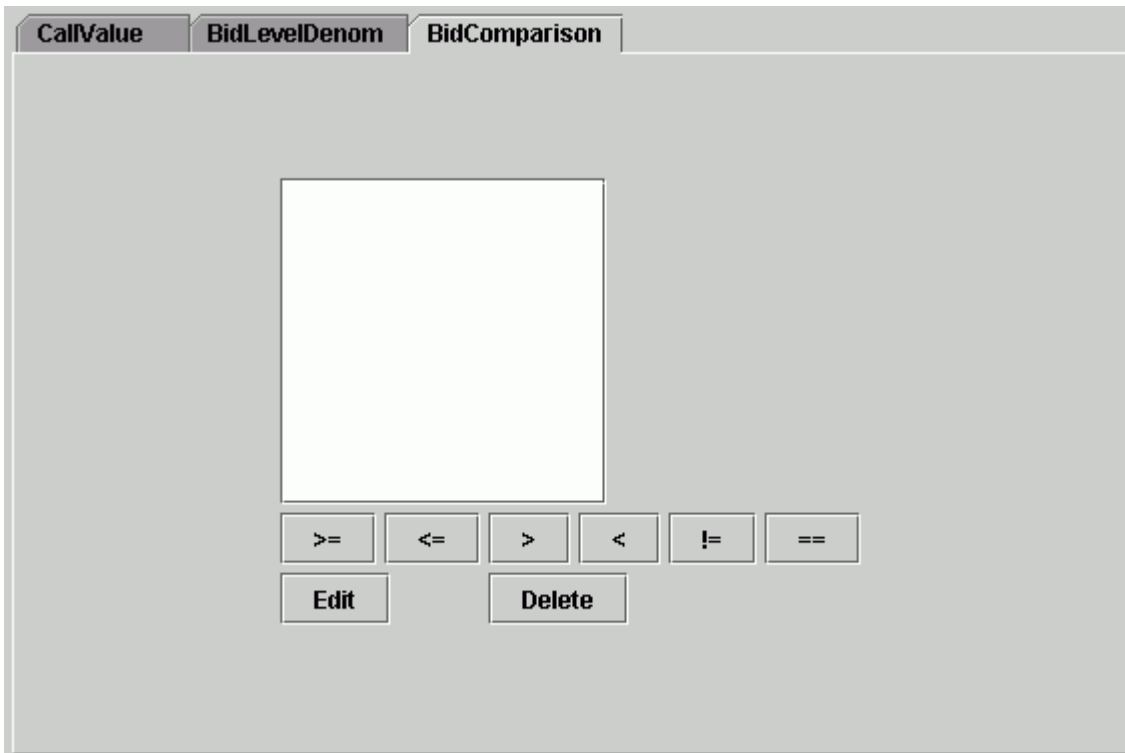 CallValue BidLevelDenom BidComparison
>= <= > < != ==
Edit Delete